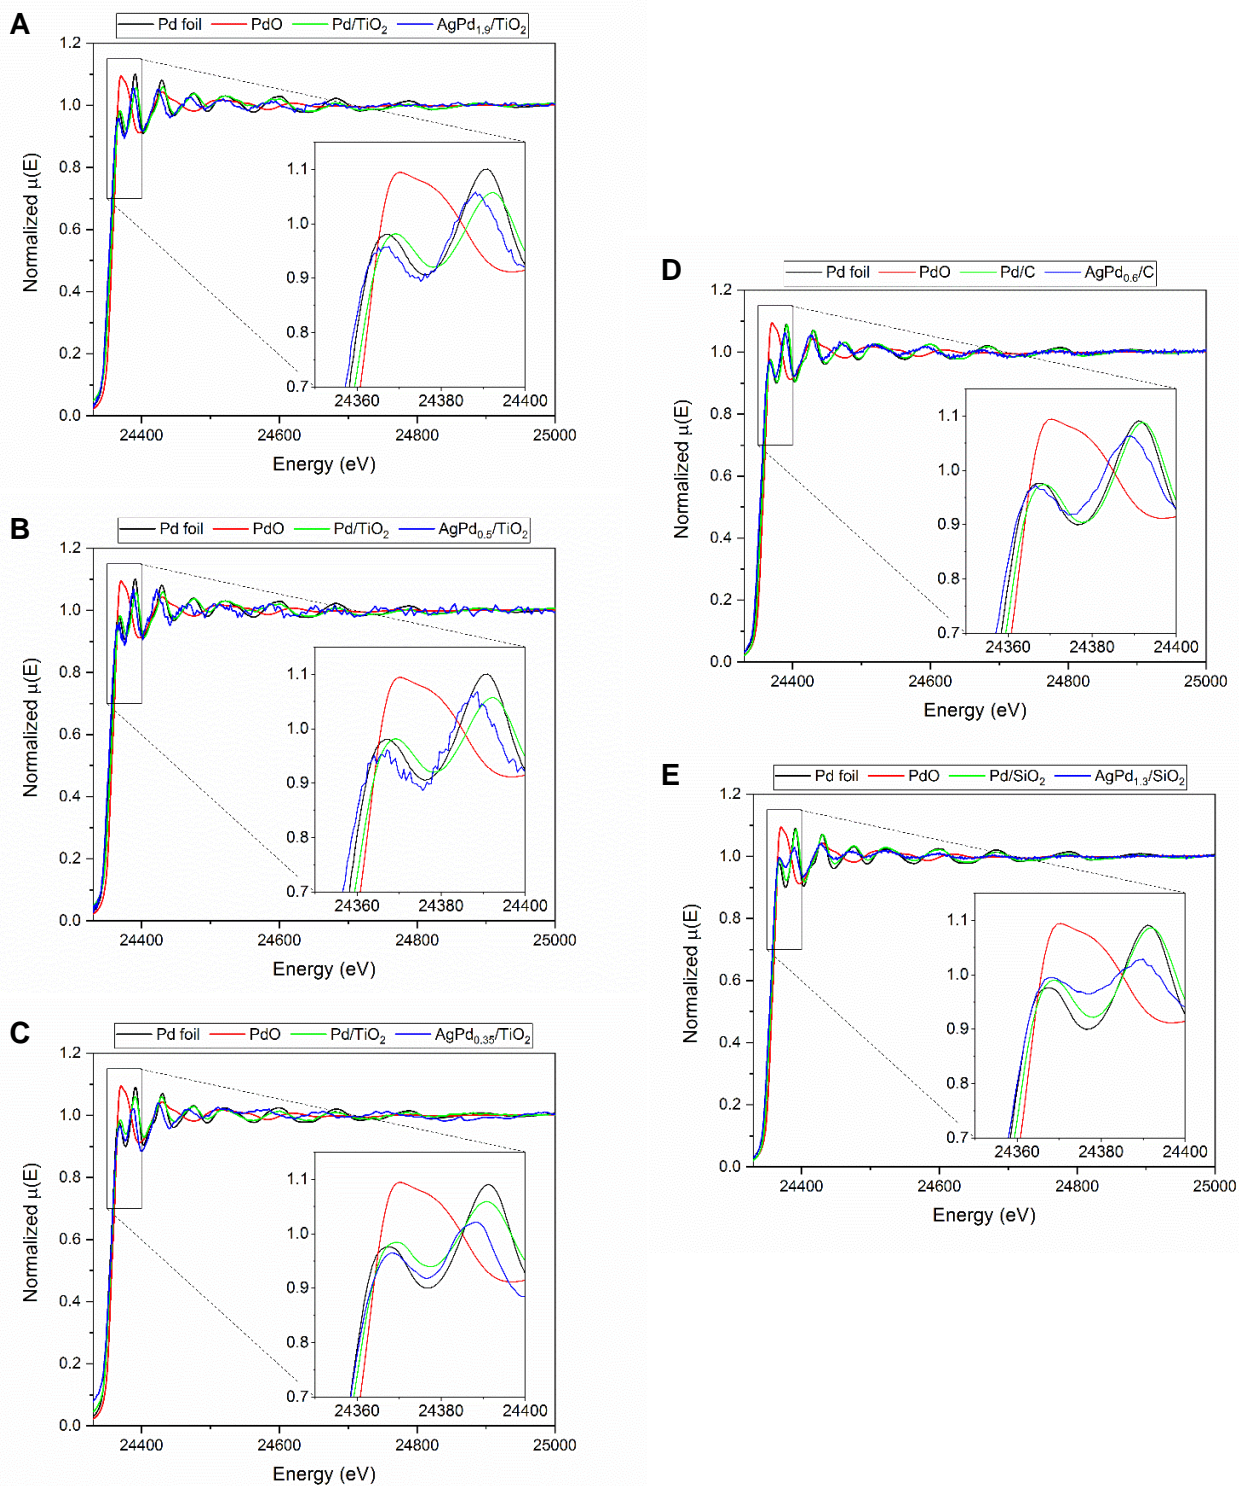 A
Pd foil PdO Pd/TiO₂ AgPd₁.₉/TiO₂
1.2
1.0
0.8
0.6
0.4
0.2
0.0
Normalized μ(E)
1.1
1.0
0.9
0.8
0.7
24360 24380 24400
24400 24600 24800 25000
Energy (eV)
B
Pd foil PdO Pd/TiO₂ AgPd₀.₅/TiO₂
1.2
1.0
0.8
0.6
0.4
0.2
0.0
Normalized μ(E)
1.1
1.0
0.9
0.8
0.7
24360 24380 24400
24400 24600 24800 25000
Energy (eV)
C
Pd foil PdO Pd/TiO₂ AgPd₀.₃₅/TiO₂
1.2
1.0
0.8
0.6
0.4
0.2
0.0
Normalized μ(E)
1.1
1.0
0.9
0.8
0.7
24360 24380 24400
24400 24600 24800 25000
Energy (eV)
D
Pd foil PdO Pd/C AgPd₀.₆/C
1.2
1.0
0.8
0.6
0.4
0.2
0.0
Normalized μ(E)
1.1
1.0
0.9
0.8
0.7
24360 24380 24400
24400 24600 24800 25000
Energy (eV)
E
Pd foil PdO Pd/SiO₂ AgPd₁.₃/SiO₂
1.2
1.0
0.8
0.6
0.4
0.2
0.0
Normalized μ(E)
1.1
1.0
0.9
0.8
0.7
24360 24380 24400
24400 24600 24800 25000
Energy (eV)